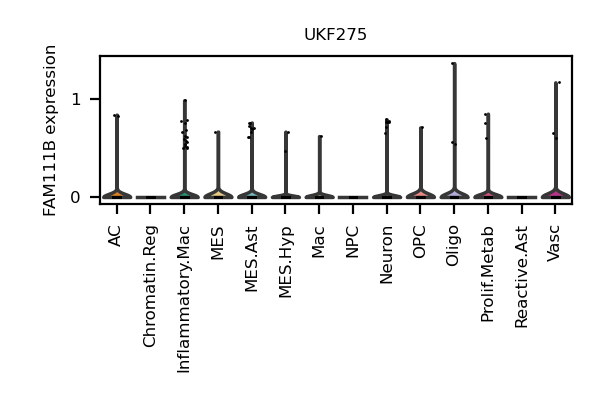 UKF275
FAM111B expression
1
0
AC
Chromatin.Reg
Inflammatory.Mac
MES
MES.Ast
MES.Hyp
Mac
NPC
Neuron
OPC
Oligo
Prolif.Metab
Reactive.Ast
Vasc